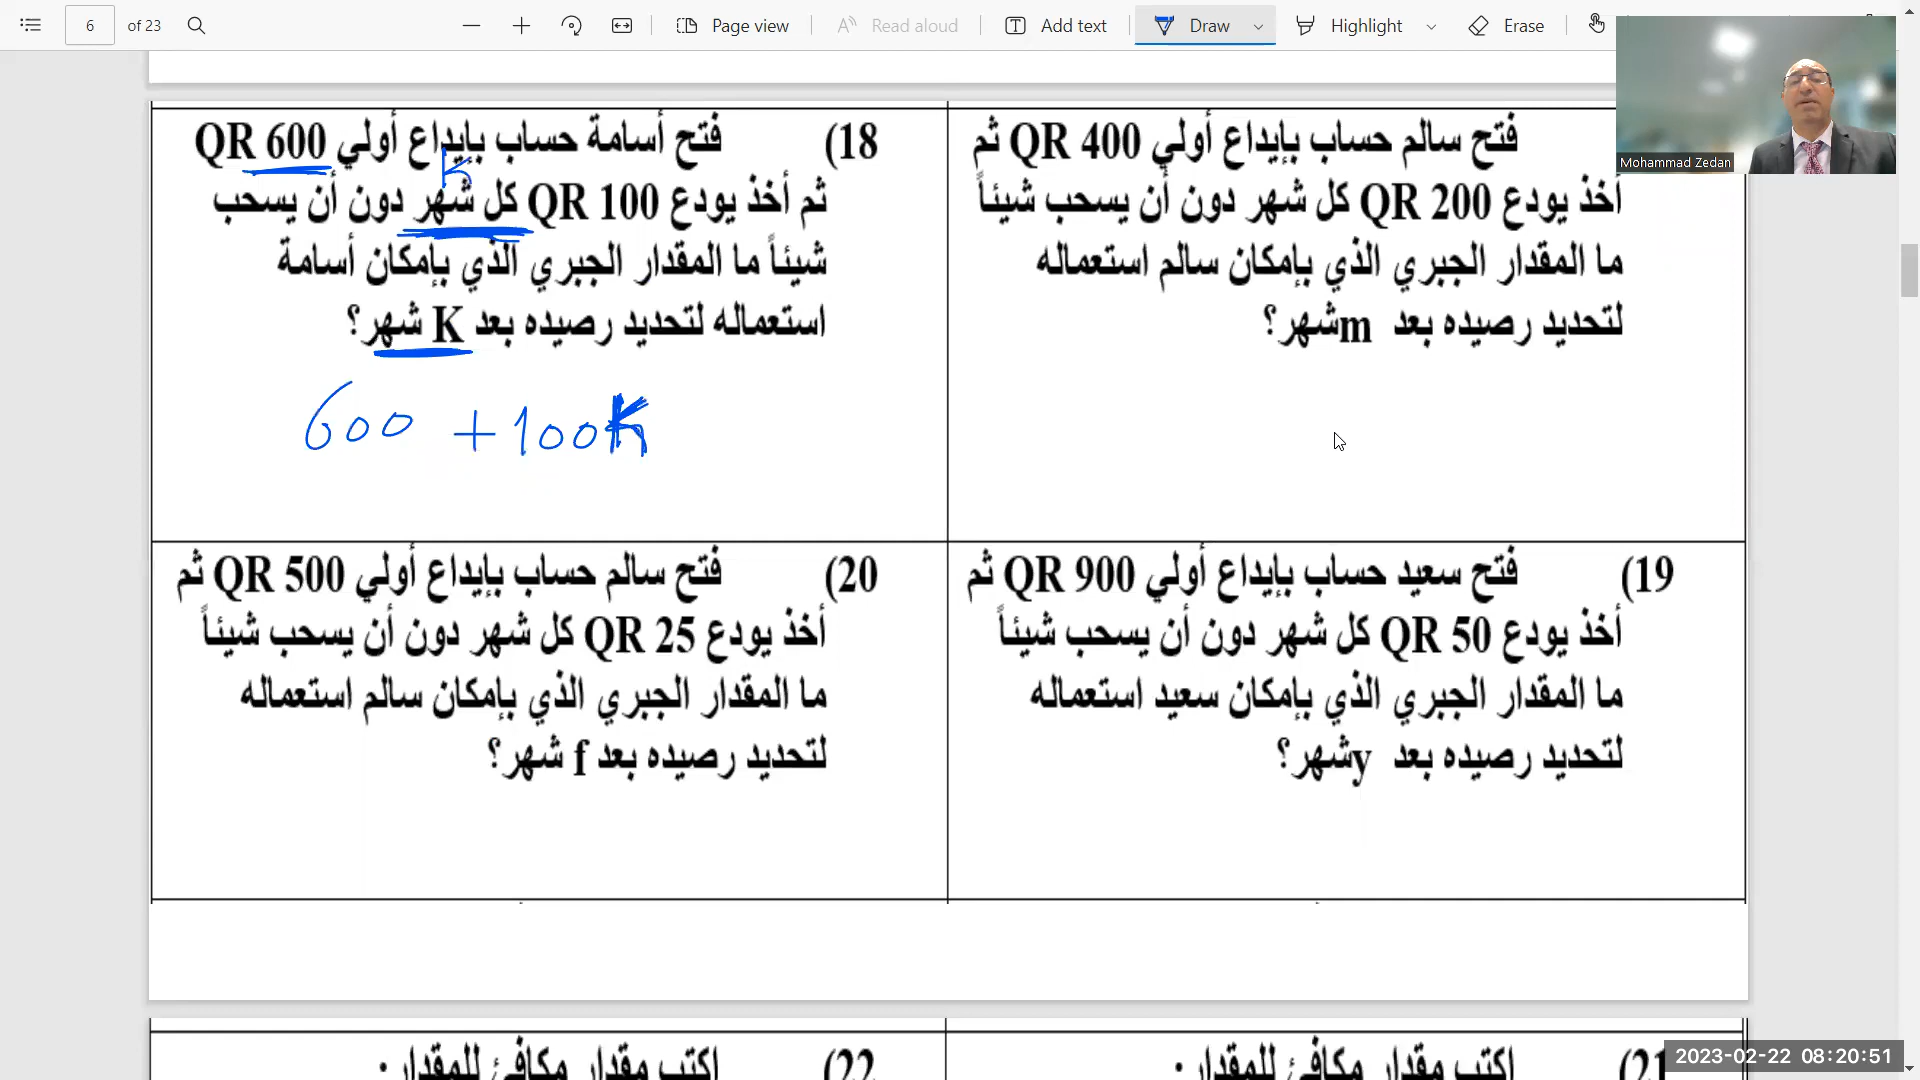 6 of 23 Page view Read aloud Add text Draw Highlight Erase
Mohammad Zedan
فتح سالم حساب بإيداع أولي QR 400 ثم
أخذ يودع QR 200 كل شهر دون أن يسحب شيئاً
ما المقدار الجبري الذي بإمكان سالم استعماله
لتحديد رصيده بعد m شهر؟
18) فتح أسامة حساب بإيداع أولي QR 600
ثم أخذ يودع QR 100 كل شهر دون أن يسحب
شيئاً ما المقدار الجبري الذي بإمكان أسامة
استعماله لتحديد رصيده بعد K شهر؟
K
600 + 100K
19) فتح سعيد حساب بإيداع أولي QR 900 ثم
أخذ يودع QR 50 كل شهر دون أن يسحب شيئاً
ما المقدار الجبري الذي بإمكان سعيد استعماله
لتحديد رصيده بعد y شهر؟
20) فتح سالم حساب بإيداع أولي QR 500 ثم
أخذ يودع QR 25 كل شهر دون أن يسحب شيئاً
ما المقدار الجبري الذي بإمكان سالم استعماله
لتحديد رصيده بعد f شهر؟
21) اكتب مقدار مكافئ للمقدار :
22) اكتب مقدار مكافئ للمقدار :
2023-02-22 08:20:51